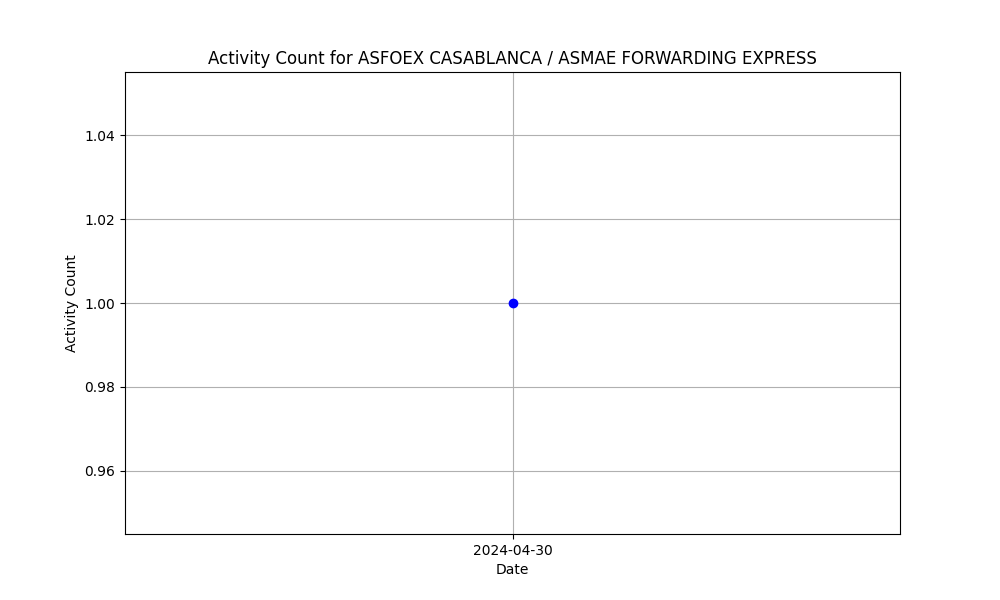 Activity Count for ASFOEX CASABLANCA / ASMAE FORWARDING EXPRESS
1.04
1.02
1.00
0.98
0.96
Activity Count
2024-04-30
Date